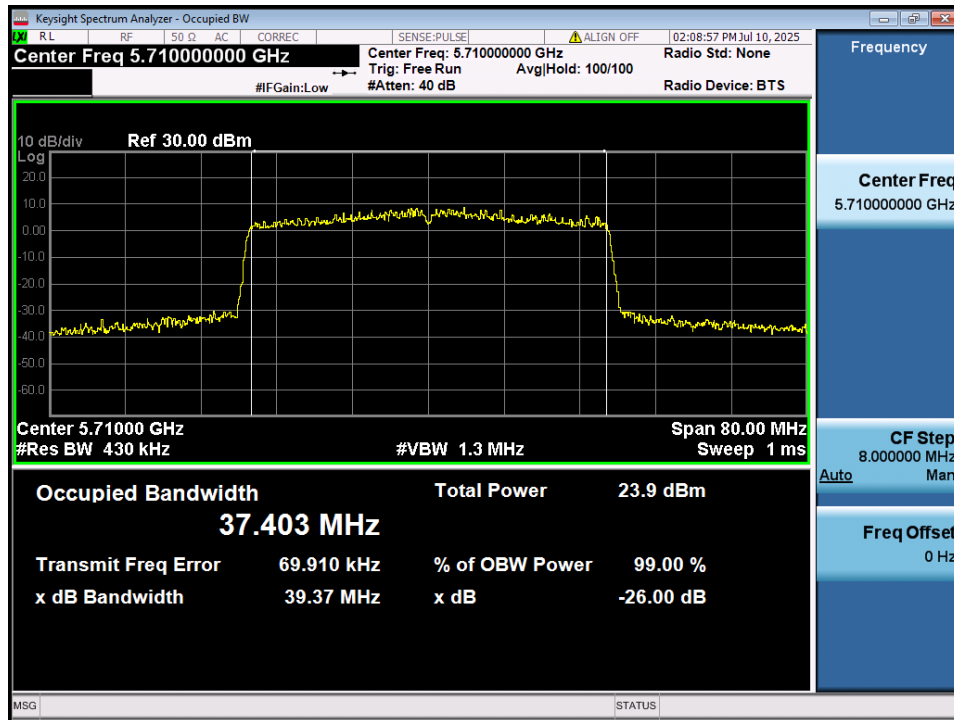 Keysight Spectrum Analyzer - Occupied BW
LXI RL RF 50 Ω AC CORREC SENSE:PULSE ALIGN OFF 02:08:57 PM Jul 10, 2025
Center Freq 5.710000000 GHz Center Freq: 5.710000000 GHz Radio Std: None
Trig: Free Run Avg|Hold: 100/100
#IFGain:Low #Atten: 40 dB Radio Device: BTS
10 dB/div Ref 30.00 dBm
Log
20.0
10.0
0.00
-10.0
-20.0
-30.0
-40.0
-50.0
-60.0
Center 5.71000 GHz Span 80.00 MHz
#Res BW 430 kHz #VBW 1.3 MHz Sweep 1 ms
Occupied Bandwidth Total Power 23.9 dBm
37.403 MHz
Transmit Freq Error 69.910 kHz % of OBW Power 99.00 %
x dB Bandwidth 39.37 MHz x dB -26.00 dB
MSG STATUS
Frequency
Center Freq
5.710000000 GHz
CF Step
8.000000 MHz
Auto Man
Freq Offset
0 Hz